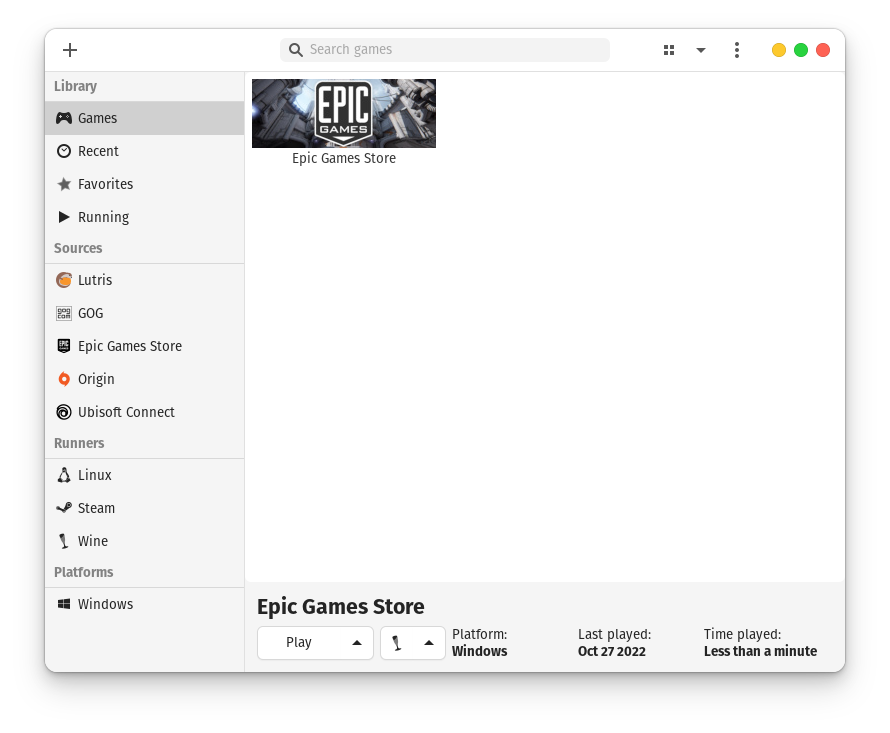 Search games
Library
Games
Recent
Favorites
Running
Sources
Lutris
GOG
Epic Games Store
Origin
Ubisoft Connect
Runners
Linux
Steam
Wine
Platforms
Windows
EPIC
GAMES
Epic Games Store
Epic Games Store
Play
Platform:
Windows
Last played:
Oct 27 2022
Time played:
Less than a minute